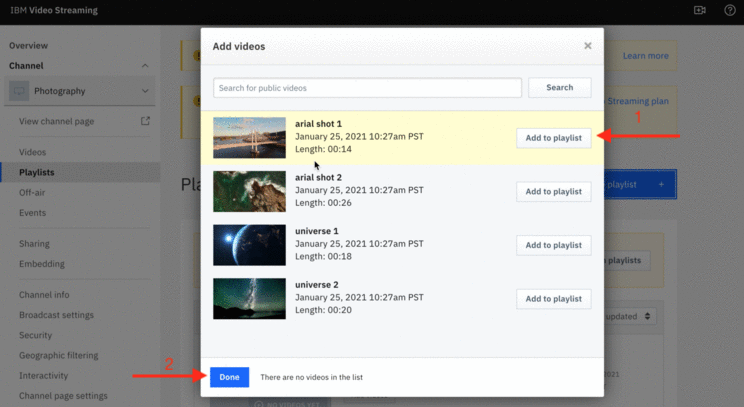 IBM Video Streaming
Overview
Channel
Photography
View channel page
Videos
Playlists
Off-air
Events
Sharing
Embedding
Channel info
Broadcast settings
Security
Geographic filtering
Interactivity
Channel page settings
Learn more
Streaming plan
playlist +
playlists
updated
2021
NO VIDEO YET
Add videos
Search for public videos
Search
arial shot 1
January 25, 2021 10:27am PST
Length: 00:14
Add to playlist
1
arial shot 2
January 25, 2021 10:27am PST
Length: 00:26
Add to playlist
universe 1
January 25, 2021 10:27am PST
Length: 00:18
Add to playlist
universe 2
January 25, 2021 10:27am PST
Length: 00:20
Add to playlist
2
Done
There are no videos in the list